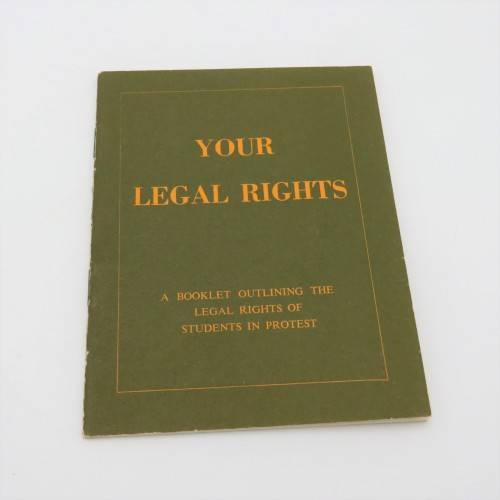 YOUR
LEGAL RIGHTS
A BOOKLET OUTLINING THE
LEGAL RIGHTS OF
STUDENTS IN PROTEST